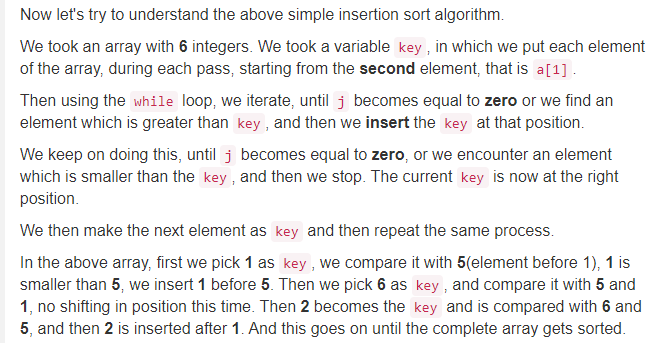 Now let's try to understand the above simple insertion sort algorithm.
We took an array with 6 integers. We took a variable key , in which we put each element
of the array, during each pass, starting from the second element, that is a[1] .
Then using the while loop, we iterate, until j becomes equal to zero or we find an
element which is greater than key , and then we insert the key at that position.
We keep on doing this, until j becomes equal to zero, or we encounter an element
which is smaller than the key , and then we stop. The current key is now at the right
position.
We then make the next element as key and then repeat the same process.
In the above array, first we pick 1 as key , we compare it with 5(element before 1), 1 is
smaller than 5, we insert 1 before 5. Then we pick 6 as key , and compare it with 5 and
1, no shifting in position this time. Then 2 becomes the key and is compared with 6 and
5, and then 2 is inserted after 1. And this goes on until the complete array gets sorted.